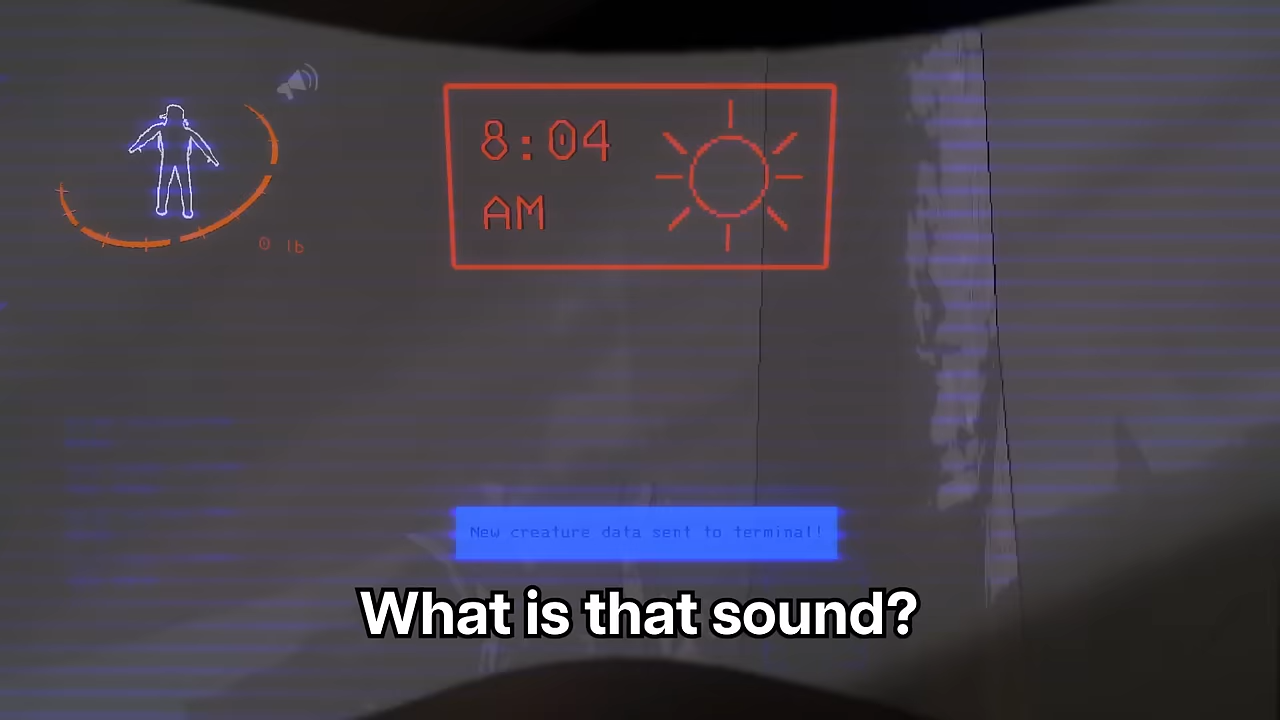 8:04
AM
0 lb
New creature data sent to terminal!
What is that sound?